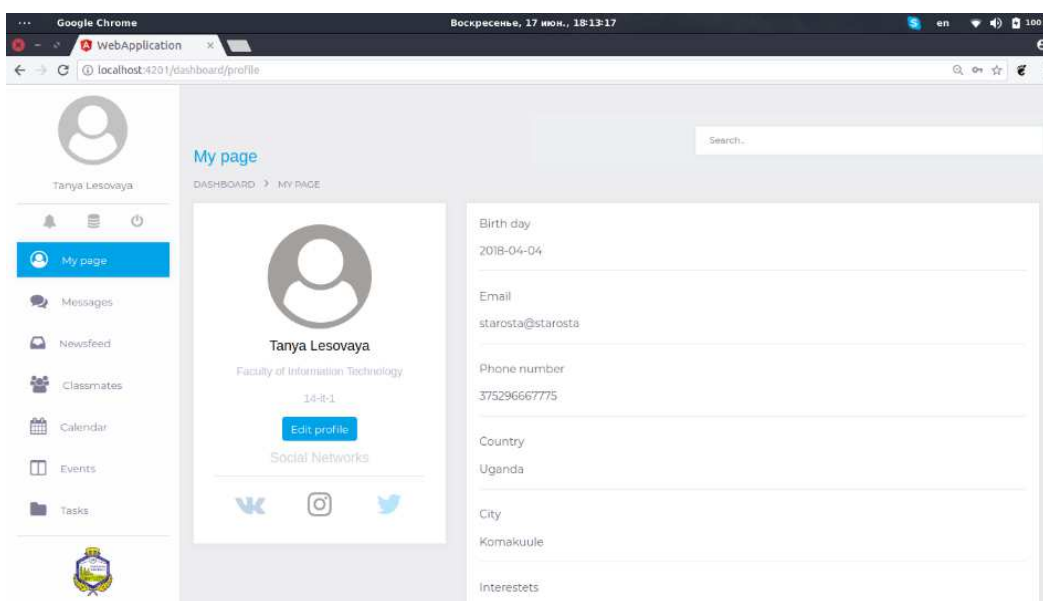 Google Chrome
Воскресенье, 17 июн., 18:13:17
en
100
WebApplication
localhost:4201/dashboard/profile
Tanya Lesovaya
My page
Messages
Newsfeed
Classmates
Calendar
Events
Tasks
Search..
My page
DASHBOARD > MY PAGE
Tanya Lesovaya
Faculty of Information Technology
14-it-1
Edit profile
Social Networks
Birth day
2018-04-04
Email
starosta@starosta
Phone number
375296667775
Country
Uganda
City
Komakuule
Interestets